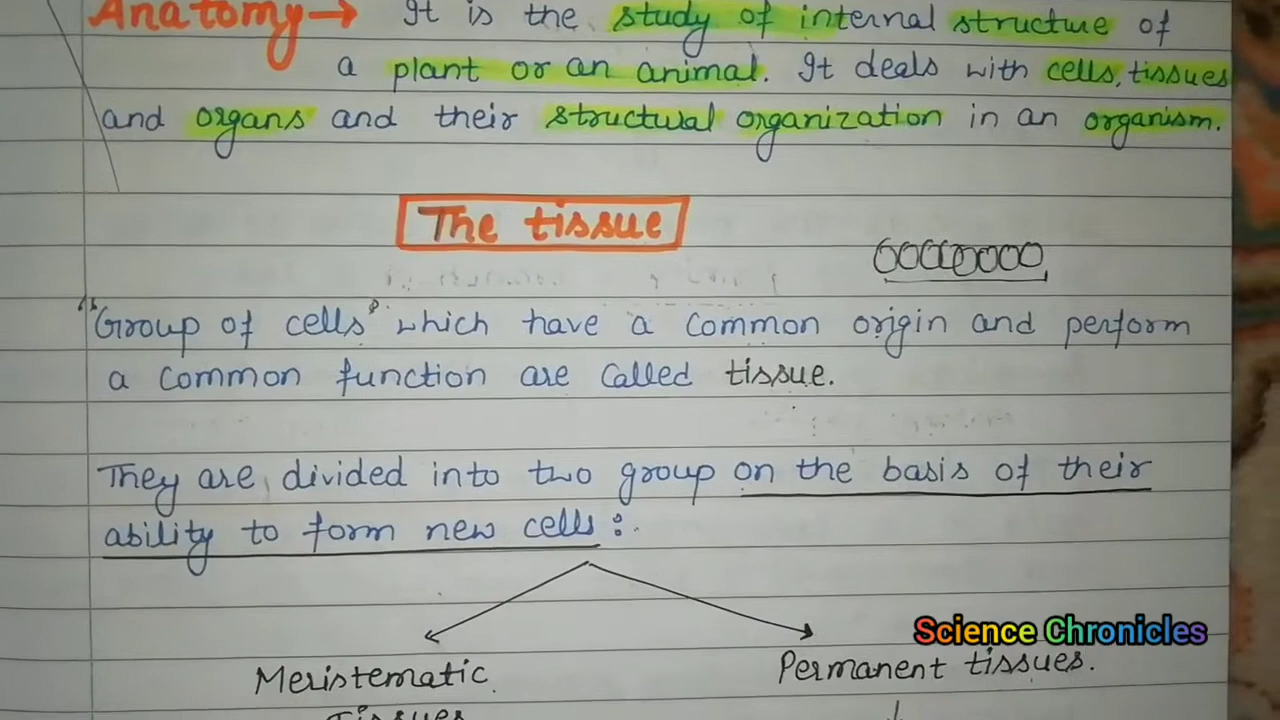 Anatomy → It is the study of internal structure of
a plant or an animal. It deals with cells, tissues
and organs and their structural organization in an organism.
The tissue
"Group of cells" which have a common origin and perform
a common function are called tissue.
They are divided into two group on the basis of their
ability to form new cells :
Science Chronicles
Meristematic Permanent tissues.
tissues